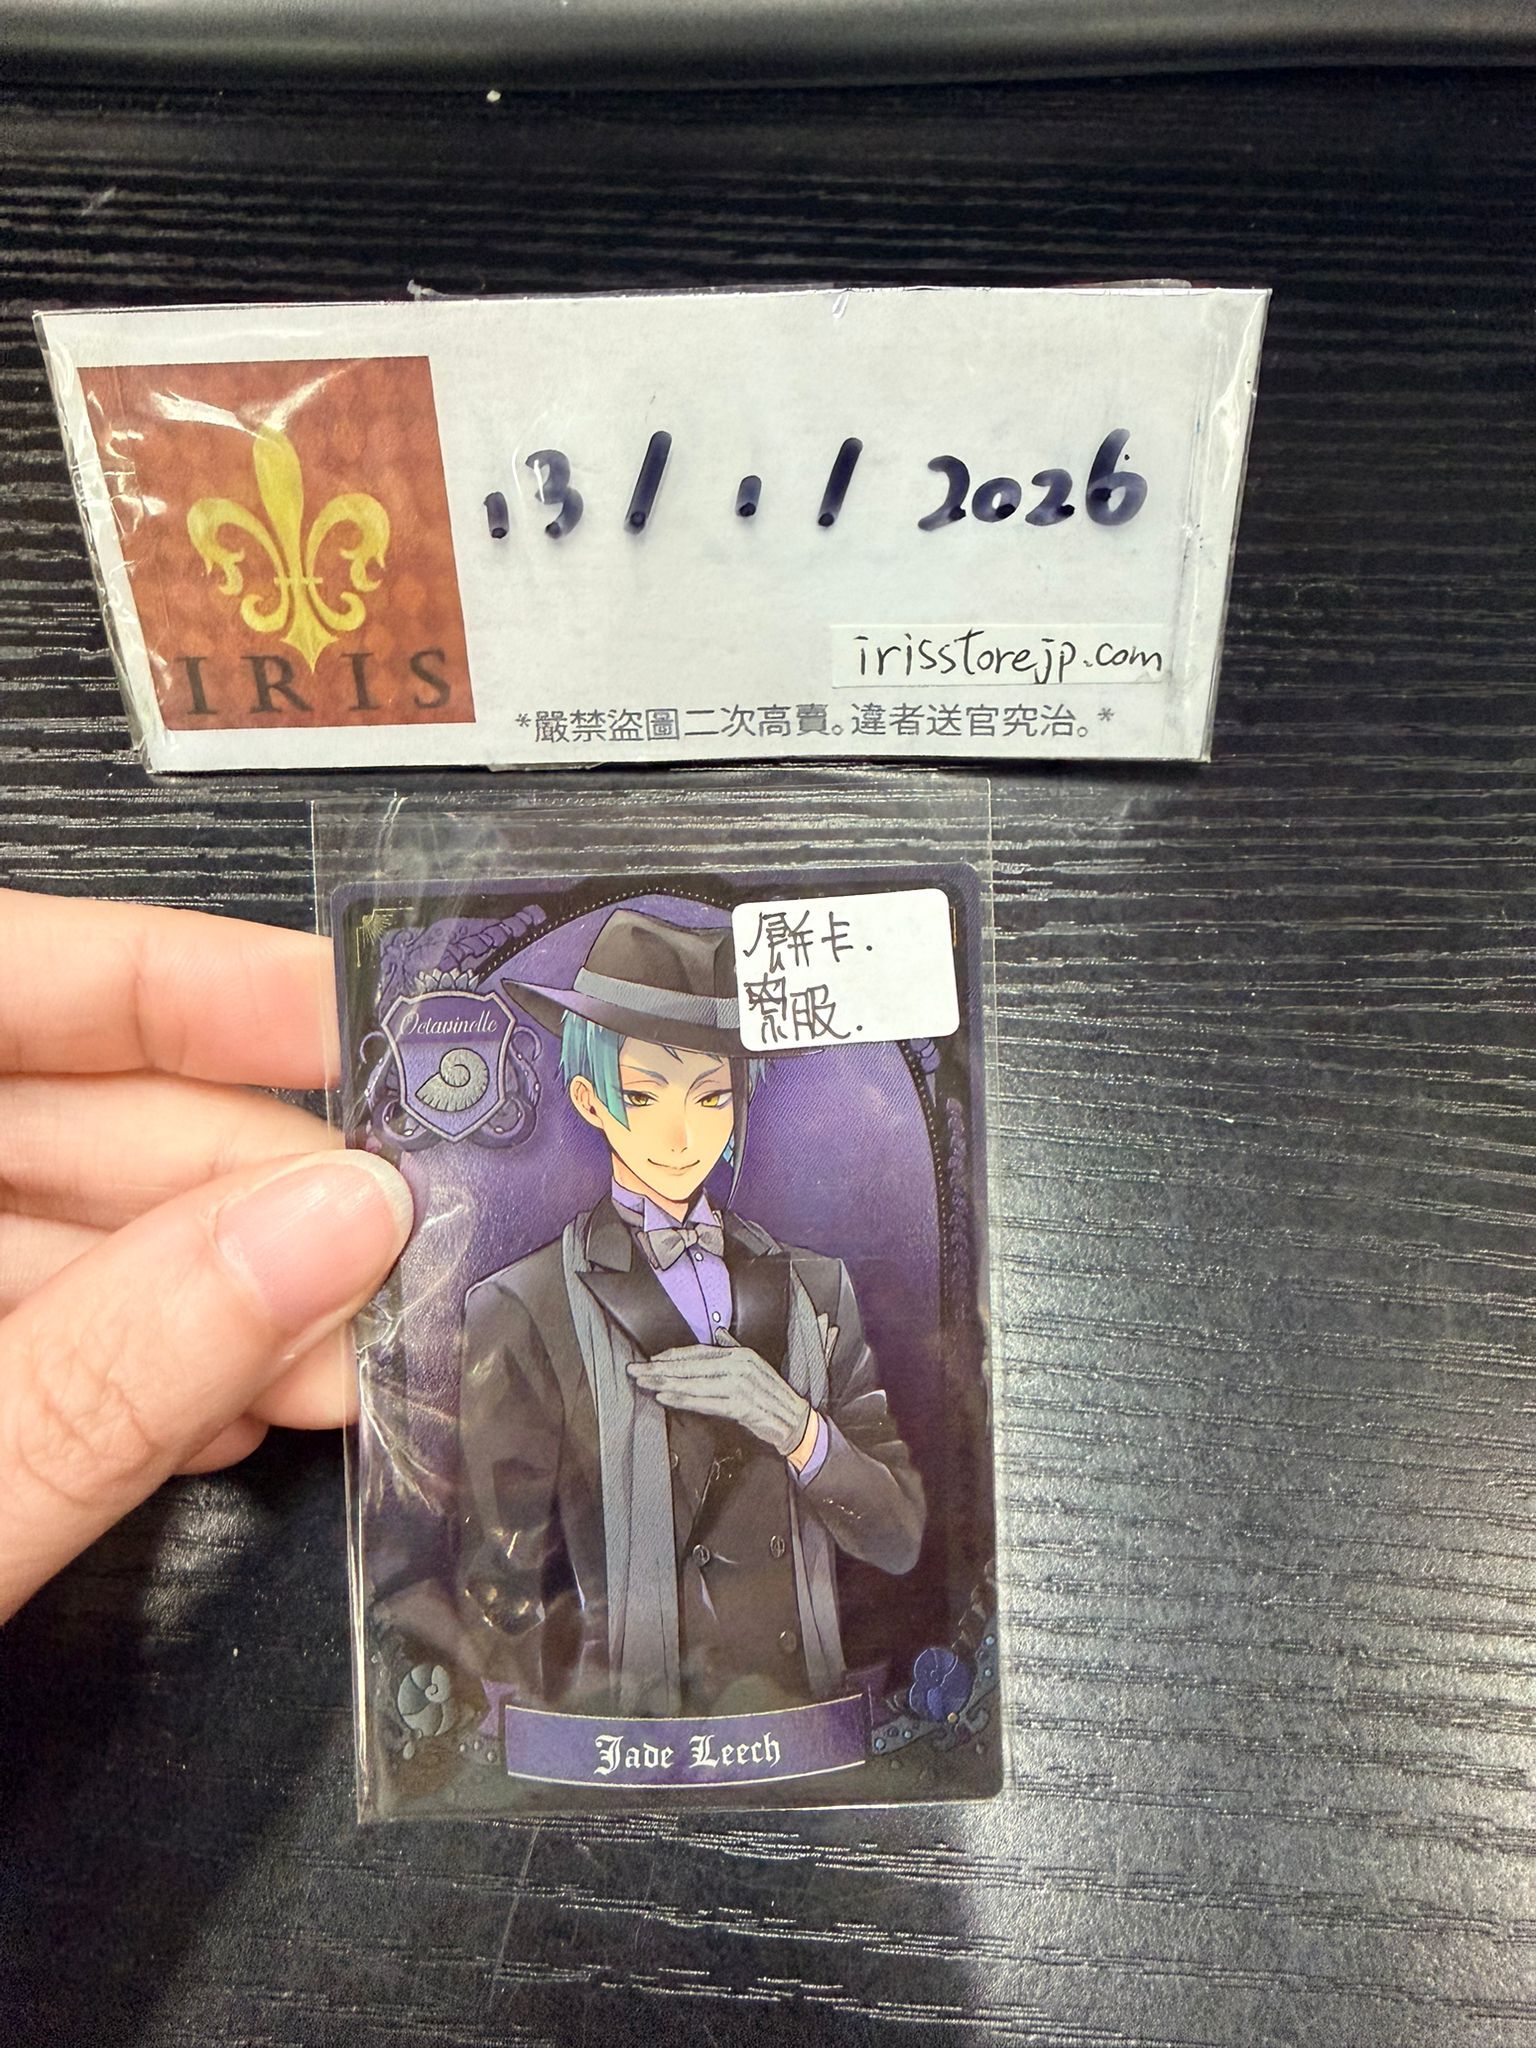 13/1/2026
IRIS
irisstorejp.com
*嚴禁盜圖二次高賣。違者送官究治。*
餅卡.
寮服.
Octavinelle
Jade Leech